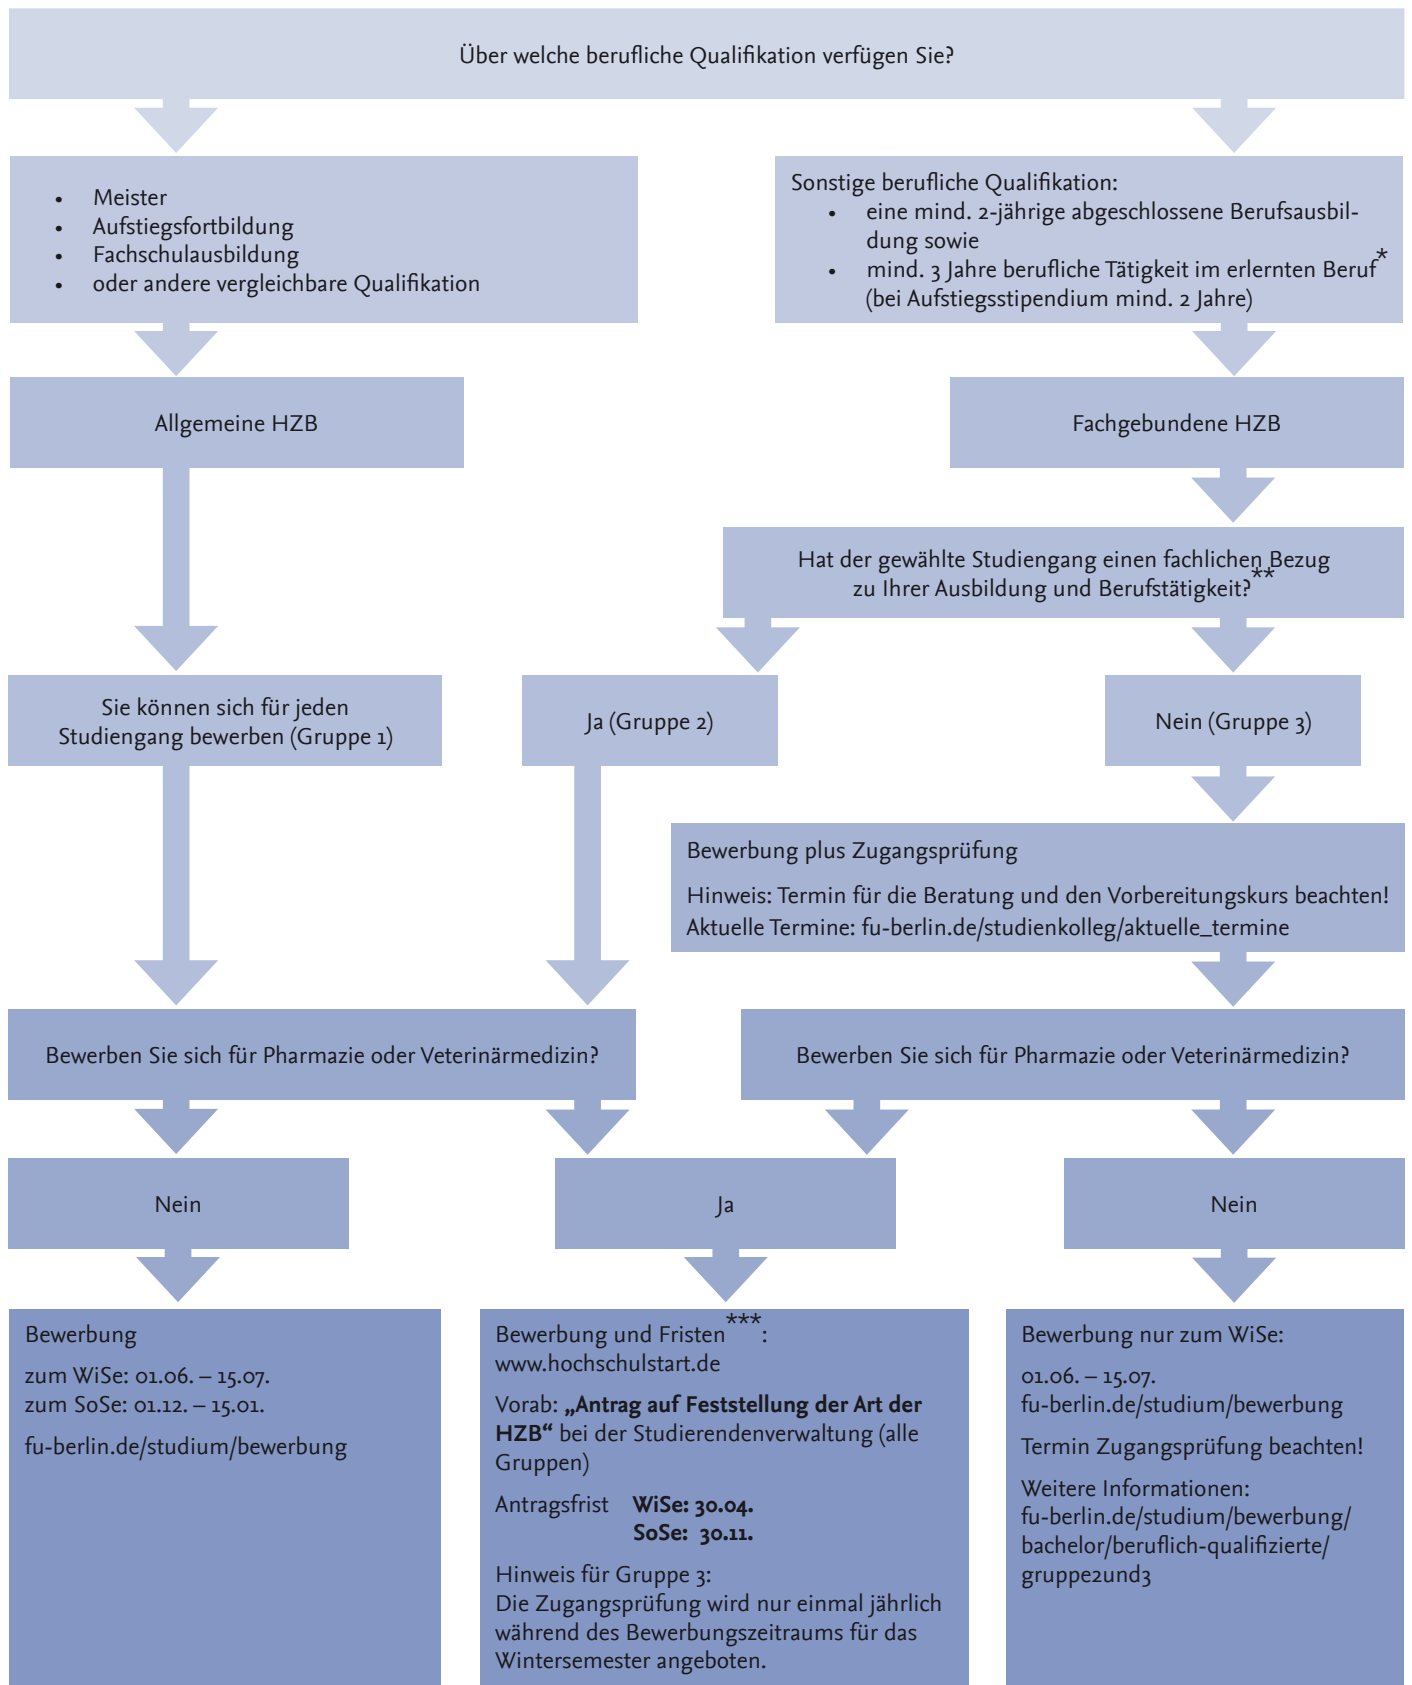 Über welche berufliche Qualifikation verfügen Sie?
• Meister
• Aufstiegsfortbildung
• Fachschulausbildung
• oder andere vergleichbare Qualifikation
Sonstige berufliche Qualifikation:
• eine mind. 2-jährige abgeschlossene Berufsausbil-
dung sowie
• mind. 3 Jahre berufliche Tätigkeit im erlernten Beruf*
(bei Aufstiegsstipendium mind. 2 Jahre)
Allgemeine HZB
Fachgebundene HZB
Hat der gewählte Studiengang einen fachlichen Bezug
zu Ihrer Ausbildung und Berufstätigkeit?**
Sie können sich für jeden
Studiengang bewerben (Gruppe 1)
Ja (Gruppe 2)
Nein (Gruppe 3)
Bewerbung plus Zugangsprüfung
Hinweis: Termin für die Beratung und den Vorbereitungskurs beachten!
Aktuelle Termine: fu-berlin.de/studienkolleg/aktuelle_termine
Bewerben Sie sich für Pharmazie oder Veterinärmedizin?
Bewerben Sie sich für Pharmazie oder Veterinärmedizin?
Nein
Ja
Nein
Bewerbung
zum WiSe: 01.06. – 15.07.
zum SoSe: 01.12. – 15.01.
fu-berlin.de/studium/bewerbung
Bewerbung und Fristen***:
www.hochschulstart.de
Vorab: „Antrag auf Feststellung der Art der
HZB“ bei der Studierendenverwaltung (alle
Gruppen)
Antragsfrist WiSe: 30.04.
SoSe: 30.11.
Hinweis für Gruppe 3:
Die Zugangsprüfung wird nur einmal jährlich
während des Bewerbungszeitraums für das
Wintersemester angeboten.
Bewerbung nur zum WiSe:
01.06. – 15.07.
fu-berlin.de/studium/bewerbung
Termin Zugangsprüfung beachten!
Weitere Informationen:
fu-berlin.de/studium/bewerbung/
bachelor/beruflich-qualifizierte/
gruppe2und3